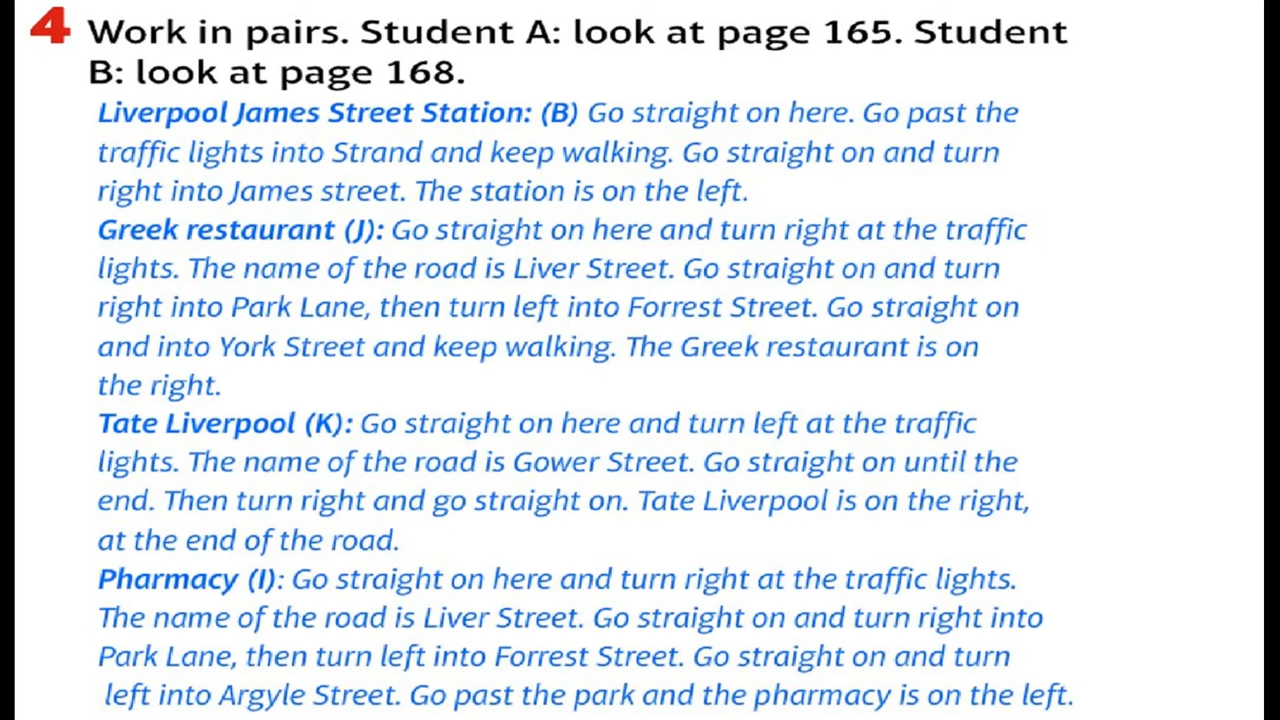 4 Work in pairs. Student A: look at page 165. Student
B: look at page 168.
Liverpool James Street Station: (B) Go straight on here. Go past the
traffic lights into Strand and keep walking. Go straight on and turn
right into James street. The station is on the left.
Greek restaurant (J): Go straight on here and turn right at the traffic
lights. The name of the road is Liver Street. Go straight on and turn
right into Park Lane, then turn left into Forrest Street. Go straight on
and into York Street and keep walking. The Greek restaurant is on
the right.
Tate Liverpool (K): Go straight on here and turn left at the traffic
lights. The name of the road is Gower Street. Go straight on until the
end. Then turn right and go straight on. Tate Liverpool is on the right,
at the end of the road.
Pharmacy (I): Go straight on here and turn right at the traffic lights.
The name of the road is Liver Street. Go straight on and turn right into
Park Lane, then turn left into Forrest Street. Go straight on and turn
left into Argyle Street. Go past the park and the pharmacy is on the left.